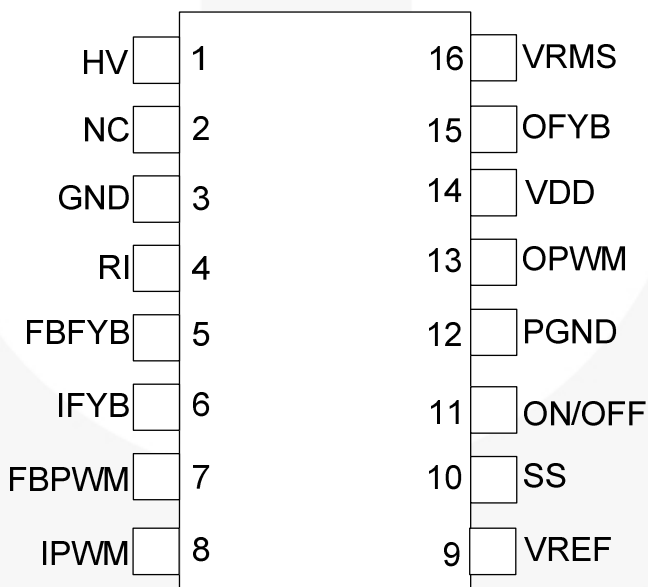 HV 1 16 VRMS
NC 2 15 OFYB
GND 3 14 VDD
RI 4 13 OPWM
FBFYB 5 12 PGND
IFYB 6 11 ON/OFF
FBPWM 7 10 SS
IPWM 8 9 VREF